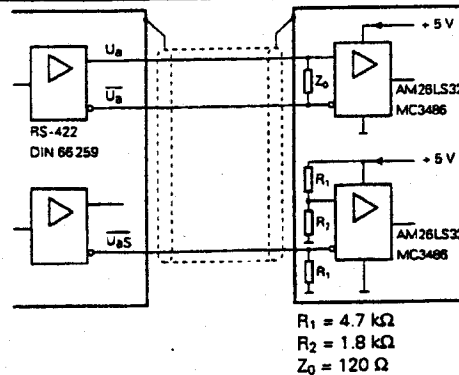 Ua
+ 5 V
Z₀
Ua
RS-422
DIN 66 259
AM26LS32
MC3486
+ 5 V
R₁
R₂
UaS
R₁
AM26LS32
MC3486
R₁ = 4.7 kΩ
R₂ = 1.8 kΩ
Z₀ = 120 Ω